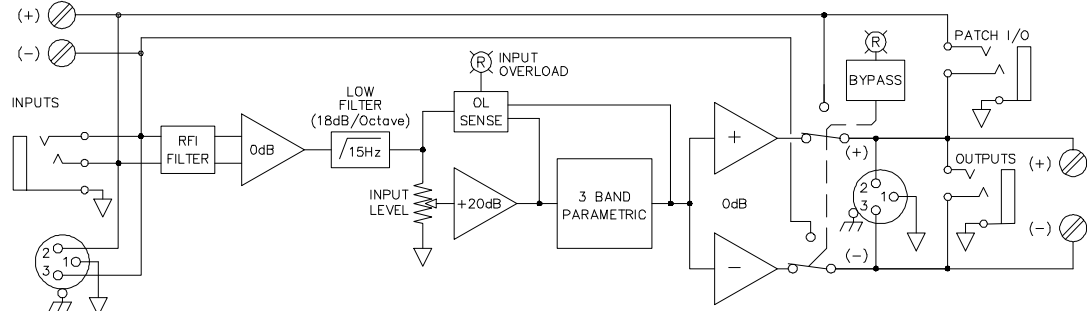 (+)
(-)
INPUTS
2
1
3
RFI
FILTER
0dB
LOW
FILTER
(18dB/Octave)
15Hz
INPUT
LEVEL
R
INPUT
OVERLOAD
OL
SENSE
+20dB
3 BAND
PARAMETRIC
+
0dB
−
R
BYPASS
(+)
(-)
2
1
3
PATCH I/O
OUTPUTS
(+)
(-)